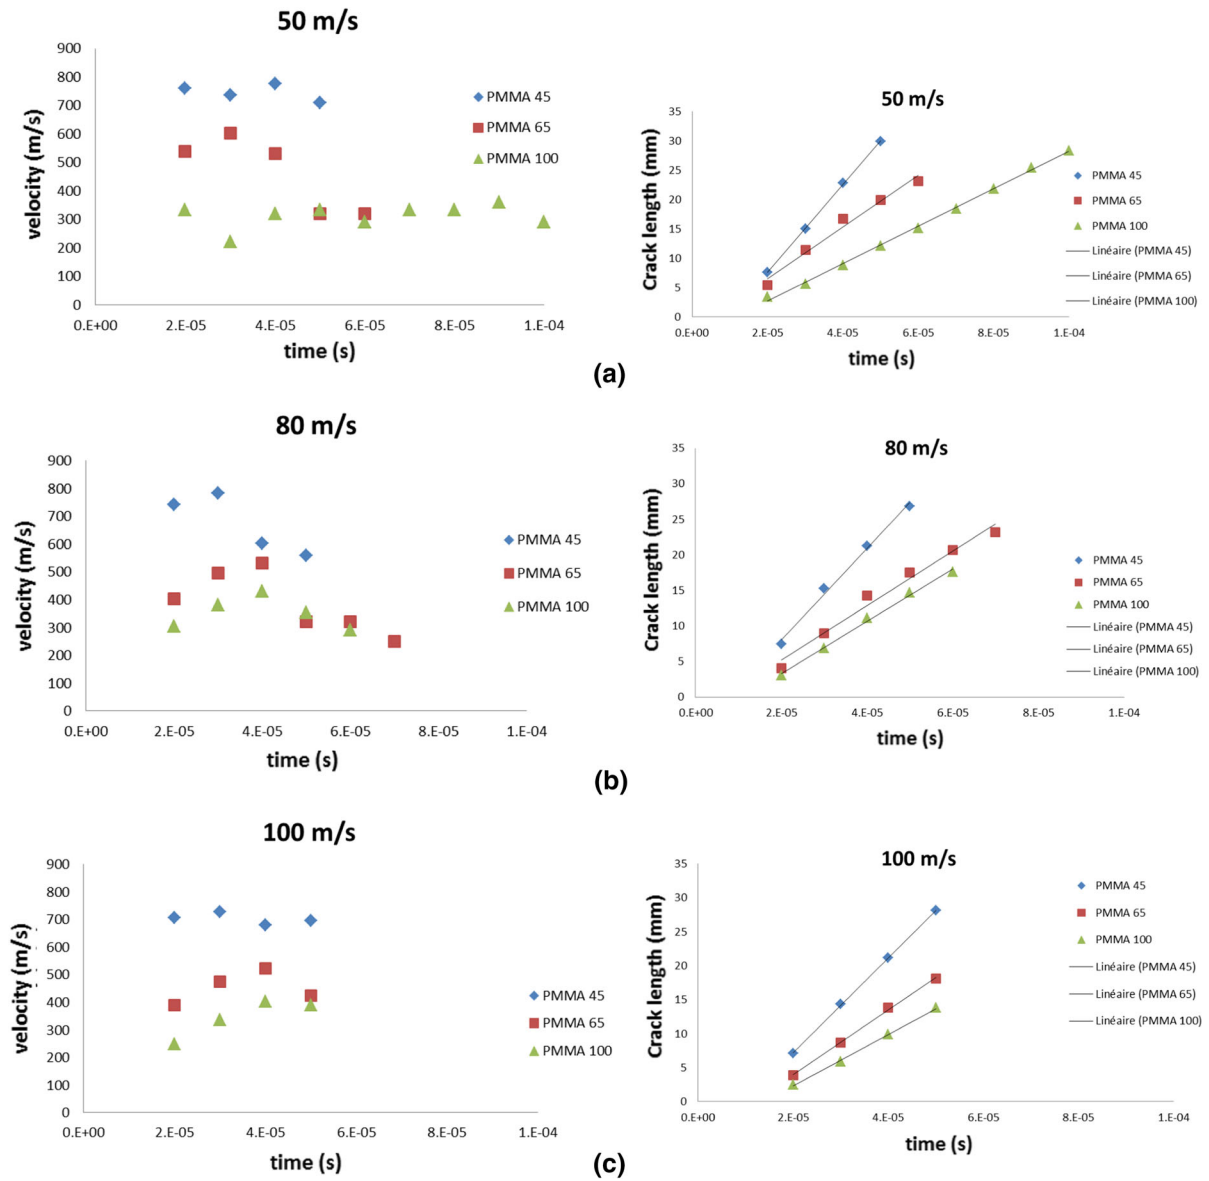 50 m/s
900
800
700
600
500
400
300
200
100
0
velocity (m/s)
0.E+00 2.E-05 4.E-05 6.E-05 8.E-05 1.E-04
time (s)
PMMA 45
PMMA 65
PMMA 100
50 m/s
35
30
25
20
15
10
5
0
Crack length (mm)
0.E+00 2.E-05 4.E-05 6.E-05 8.E-05 1.E-04
time (s)
PMMA 45
PMMA 65
PMMA 100
Linéaire (PMMA 45)
Linéaire (PMMA 65)
Linéaire (PMMA 100)
(a)
80 m/s
900
800
700
600
500
400
300
200
100
0
velocity (m/s)
0.E+00 2.E-05 4.E-05 6.E-05 8.E-05 1.E-04
time (s)
PMMA 45
PMMA 65
PMMA 100
80 m/s
35
30
25
20
15
10
5
0
Crack length (mm)
0.E+00 2.E-05 4.E-05 6.E-05 8.E-05 1.E-04
time (s)
PMMA 45
PMMA 65
PMMA 100
Linéaire (PMMA 45)
Linéaire (PMMA 65)
Linéaire (PMMA 100)
(b)
100 m/s
900
800
700
600
500
400
300
200
100
0
velocity (m/s)
0.E+00 2.E-05 4.E-05 6.E-05 8.E-05 1.E-04
time (s)
PMMA 45
PMMA 65
PMMA 100
100 m/s
35
30
25
20
15
10
5
0
Crack length (mm)
0.E+00 2.E-05 4.E-05 6.E-05 8.E-05 1.E-04
time (s)
PMMA 45
PMMA 65
PMMA 100
Linéaire (PMMA 45)
Linéaire (PMMA 65)
Linéaire (PMMA 100)
(c)